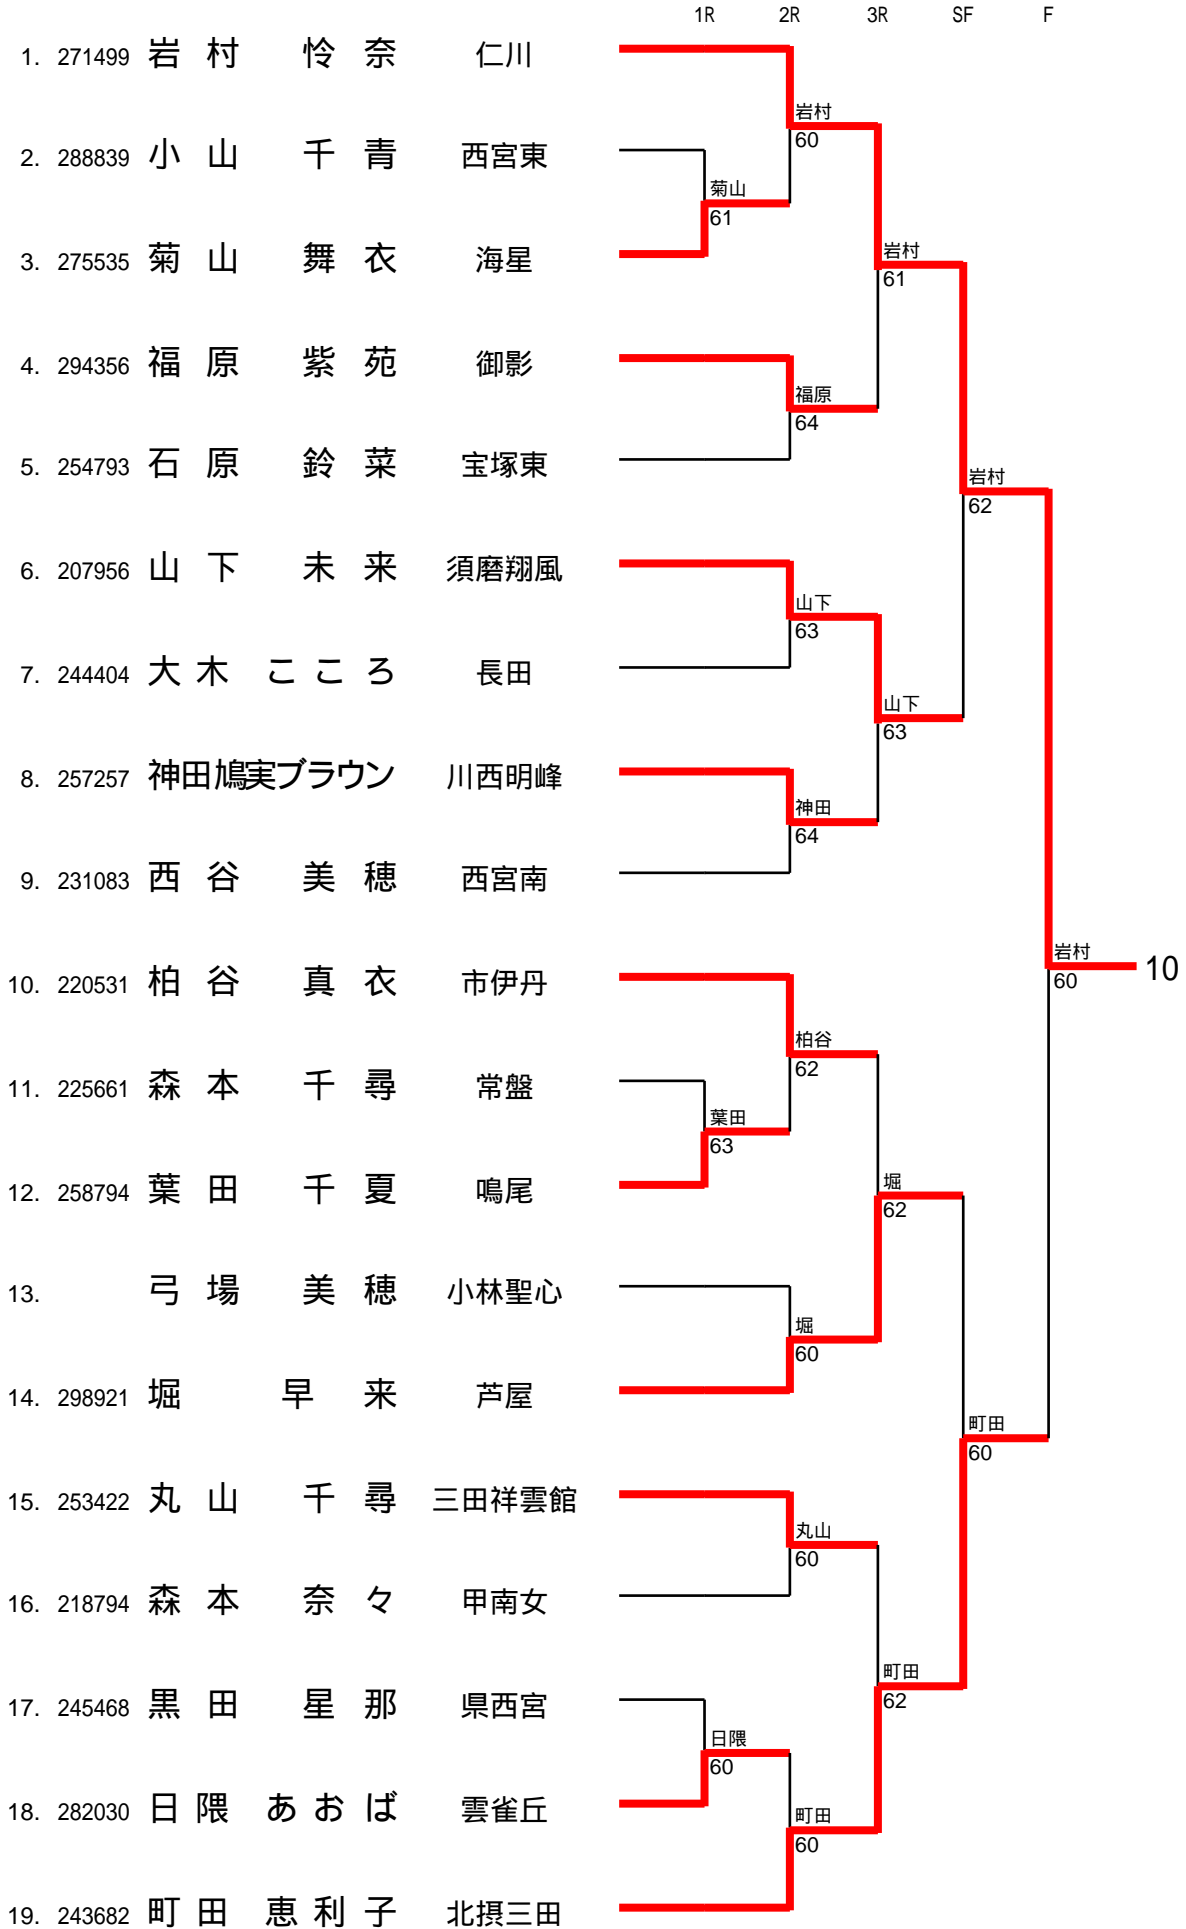 1R 2R 3R SF F
1. 271499 岩村 怜奈 仁川
岩村
60
2. 288839 小山 千青 西宮東
菊山
61
3. 275535 菊山 舞衣 海星
岩村
61
4. 294356 福原 紫苑 御影
福原
64
5. 254793 石原 鈴菜 宝塚東
岩村
62
6. 207956 山下 未来 須磨翔風
山下
63
7. 244404 大木 こころ 長田
山下
63
8. 257257 神田鳩実ブラウン 川西明峰
神田
64
9. 231083 西谷 美穂 西宮南
岩村
60
10
10. 220531 柏谷 真衣 市伊丹
柏谷
62
11. 225661 森本 千尋 常盤
葉田
63
12. 258794 葉田 千夏 鳴尾
堀
62
13. 弓場 美穂 小林聖心
堀
60
14. 298921 堀 早来 芦屋
町田
60
15. 253422 丸山 千尋 三田祥雲館
丸山
60
16. 218794 森本 奈々 甲南女
町田
62
17. 245468 黒田 星那 県西宮
日隈
60
18. 282030 日隈 あおば 雲雀丘
町田
60
19. 243682 町田 恵利子 北摂三田